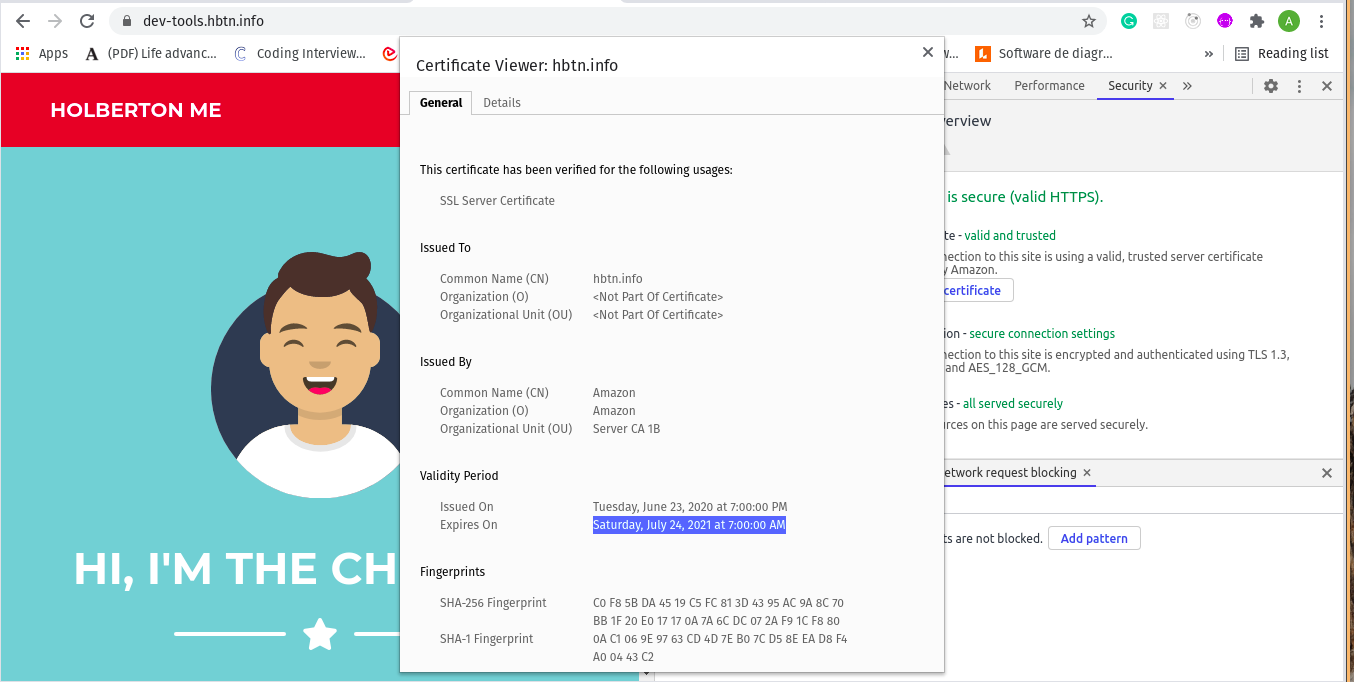 dev-tools.hbtn.info
A
Apps
(PDF) Life advanc...
Coding Interview...
Software de diagr...
»
Reading list
HOLBERTON ME
HI, I'M THE CH
Certificate Viewer: hbtn.info
General
Details
This certificate has been verified for the following usages:
SSL Server Certificate
Issued To
Common Name (CN) hbtn.info
Organization (O) <Not Part Of Certificate>
Organizational Unit (OU) <Not Part Of Certificate>
Issued By
Common Name (CN) Amazon
Organization (O) Amazon
Organizational Unit (OU) Server CA 1B
Validity Period
Issued On Tuesday, June 23, 2020 at 7:00:00 PM
Expires On Saturday, July 24, 2021 at 7:00:00 AM
Fingerprints
SHA-256 Fingerprint C0 F8 5B DA 45 19 C5 FC 81 3D 43 95 AC 9A 8C 70
BB 1F 20 E0 17 17 0A 7A 6C DC 07 2A F9 1C F8 80
SHA-1 Fingerprint 0A C1 06 9E 97 63 CD 4D 7E B0 7C D5 8E EA D8 F4
A0 04 43 C2
Network
Performance
Security
»
erview
is secure (valid HTTPS).
te - valid and trusted
nection to this site is using a valid, trusted server certificate
y Amazon.
certificate
ion - secure connection settings
nection to this site is encrypted and authenticated using TLS 1.3,
and AES_128_GCM.
es - all served securely
urces on this page are served securely.
etwork request blocking
ts are not blocked.
Add pattern